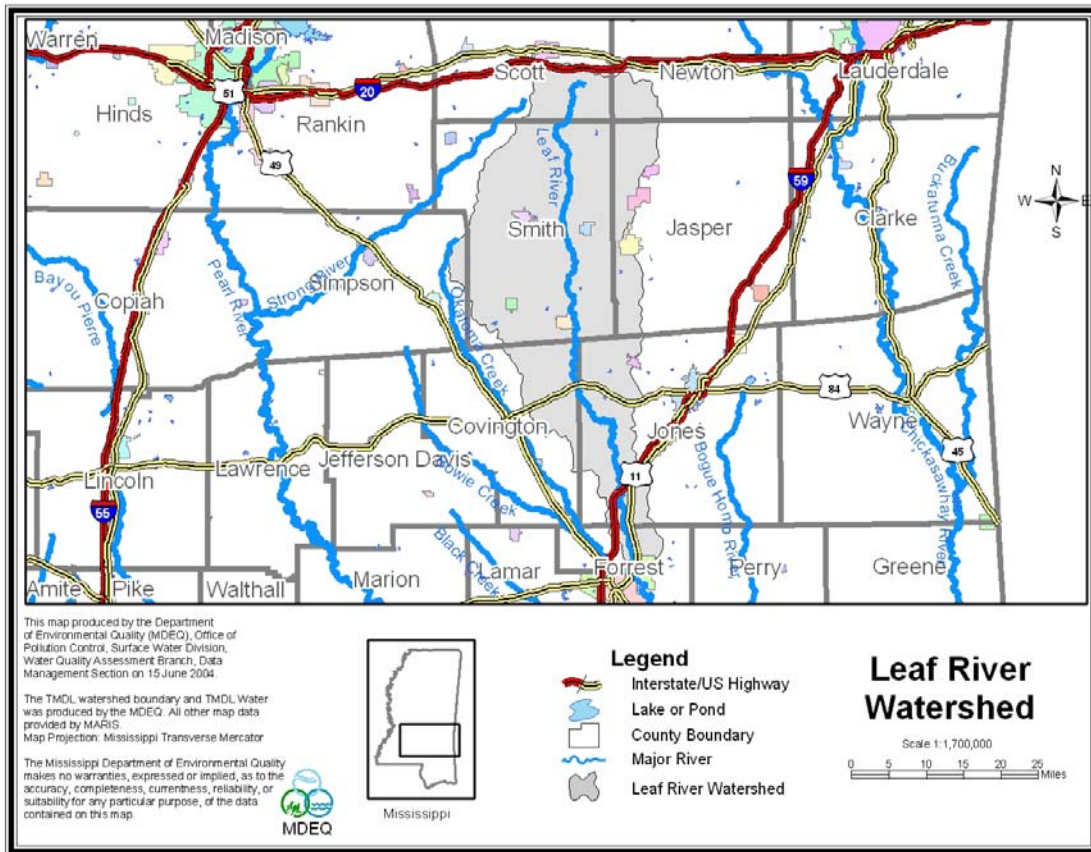 Warren
Madison
Scott
Newton
Lauderdale
51
20
Hinds
Rankin
Leaf River
49
59
Buckatunna Creek
N
W
E
S
Smith
Jasper
Clarke
Bayou Pierre
Pearl River
Strong River
Simpson
Copiah
Okatoma Creek
84
Covington
Wayne
Jones
Lawrence
Jefferson Davis
Bowie Creek
Lincoln
11
Bogue Homo River
Chickasawhay River
45
55
Black Creek
Amite
Pike
Walthall
Marion
Lamar
Forrest
Perry
Greene
This map produced by the Department
of Environmental Quality (MDEQ), Office of
Pollution Control, Surface Water Division,
Water Quality Assessment Branch, Data
Management Section on 15 June 2004.
The TMDL watershed boundary and TMDL Water
was produced by the MDEQ. All other map data
provided by MARIS.
Map Projection: Mississippi Transverse Mercator
The Mississippi Department of Environmental Quality
makes no warranties, expressed or implied, as to the
accuracy, completeness, currentness, reliability, or
suitability for any particular purpose, of the data
contained on this map.
MDEQ
Mississippi
Legend
Interstate/US Highway
Lake or Pond
County Boundary
Major River
Leaf River Watershed
Leaf River
Watershed
Scale 1:1,700,000
0 5 10 15 20 25
Miles